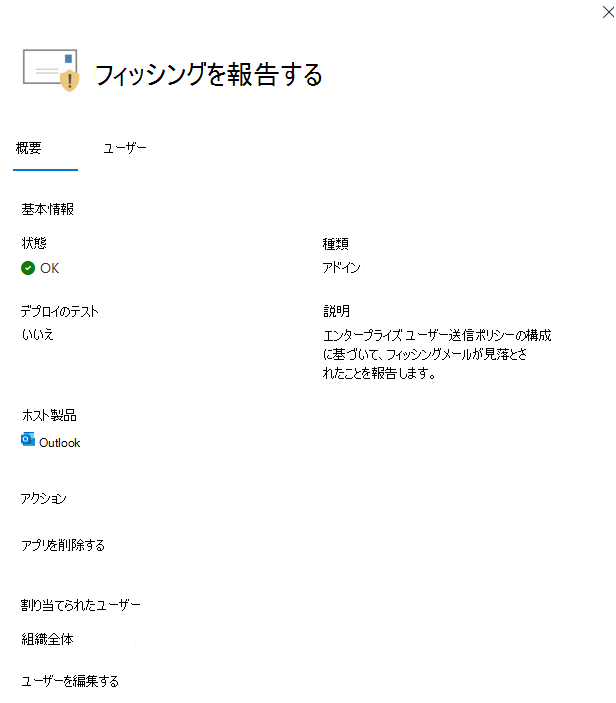 フィッシングを報告する
概要
ユーザー
基本情報
状態
種類
OK
アドイン
デプロイのテスト
説明
いいえ
エンタープライズ ユーザー送信ポリシーの構成
に基づいて、フィッシングメールが見落とさ
れたことを報告します。
ホスト製品
Outlook
アクション
アプリを削除する
割り当てられたユーザー
組織全体
ユーザーを編集する